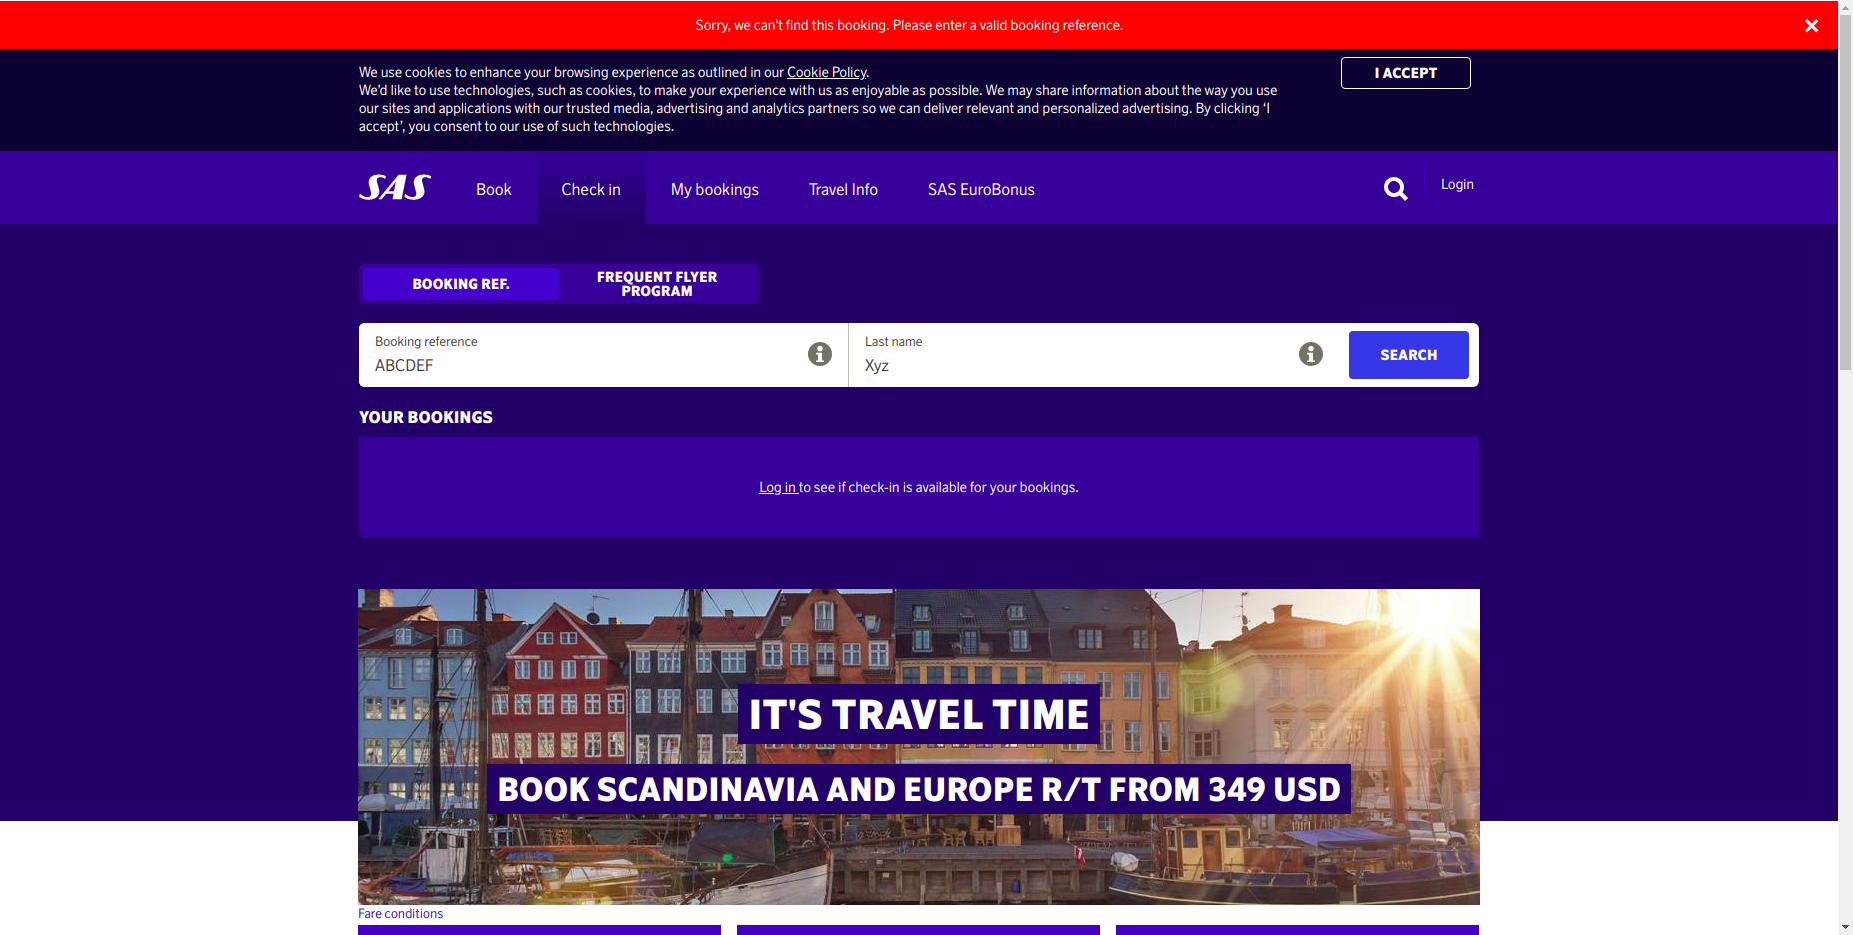 Sorry, we can't find this booking. Please enter a valid booking reference.
We use cookies to enhance your browsing experience as outlined in our Cookie Policy.
We'd like to use technologies, such as cookies, to make your experience with us as enjoyable as possible. We may share information about the way you use
our sites and applications with our trusted media, advertising and analytics partners so we can deliver relevant and personalized advertising. By clicking ‘I
accept’, you consent to our use of such technologies.
I ACCEPT
SAS
Book
Check in
My bookings
Travel Info
SAS EuroBonus
Login
BOOKING REF.
FREQUENT FLYER
PROGRAM
Booking reference
ABCDEF
Last name
Xyz
SEARCH
YOUR BOOKINGS
Log in to see if check-in is available for your bookings.
IT'S TRAVEL TIME
BOOK SCANDINAVIA AND EUROPE R/T FROM 349 USD
Fare conditions